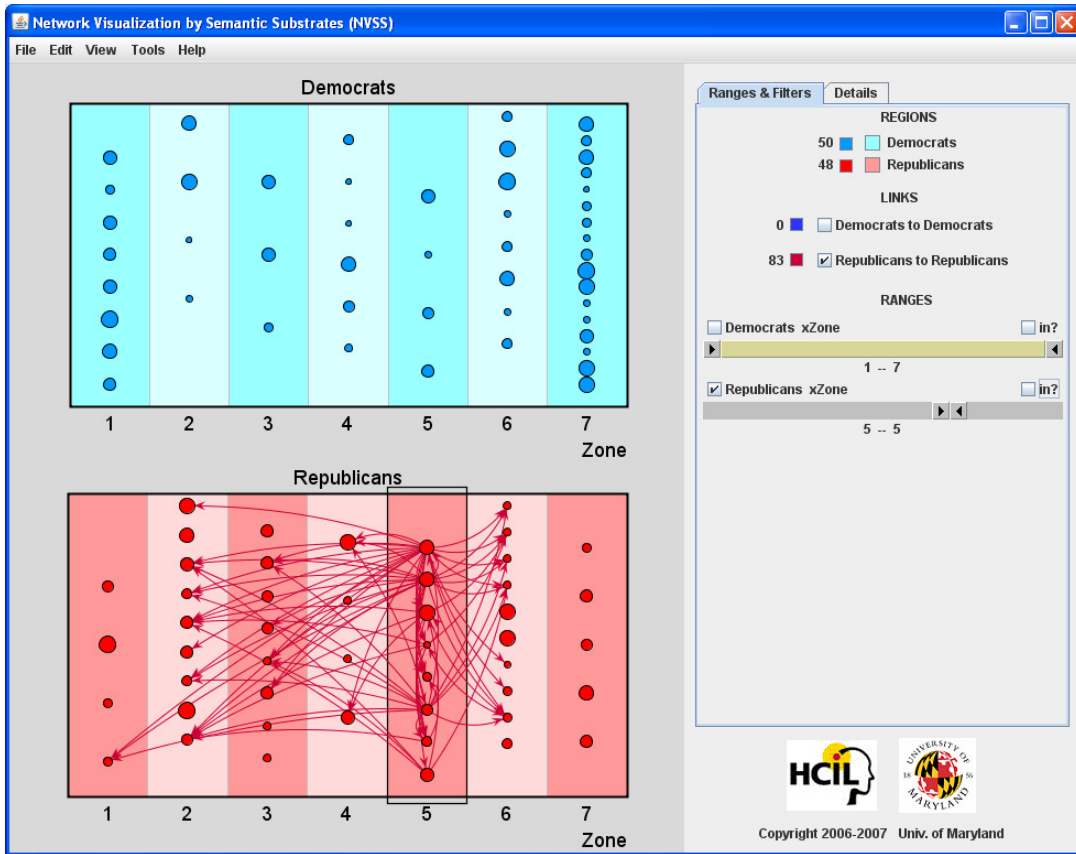 Network Visualization by Semantic Substrates (NVSS)
File Edit View Tools Help
Democrats
1 2 3 4 5 6 7
Zone
Republicans
1 2 3 4 5 6 7
Zone
Ranges & Filters Details
REGIONS
50 Democrats
48 Republicans
LINKS
0 Democrats to Democrats
83 Republicans to Republicans
RANGES
Democrats xZone in?
1 -- 7
Republicans xZone in?
5 -- 5
HCIL
UNIVERSITY OF
18 56
MARYLAND
Copyright 2006-2007 Univ. of Maryland